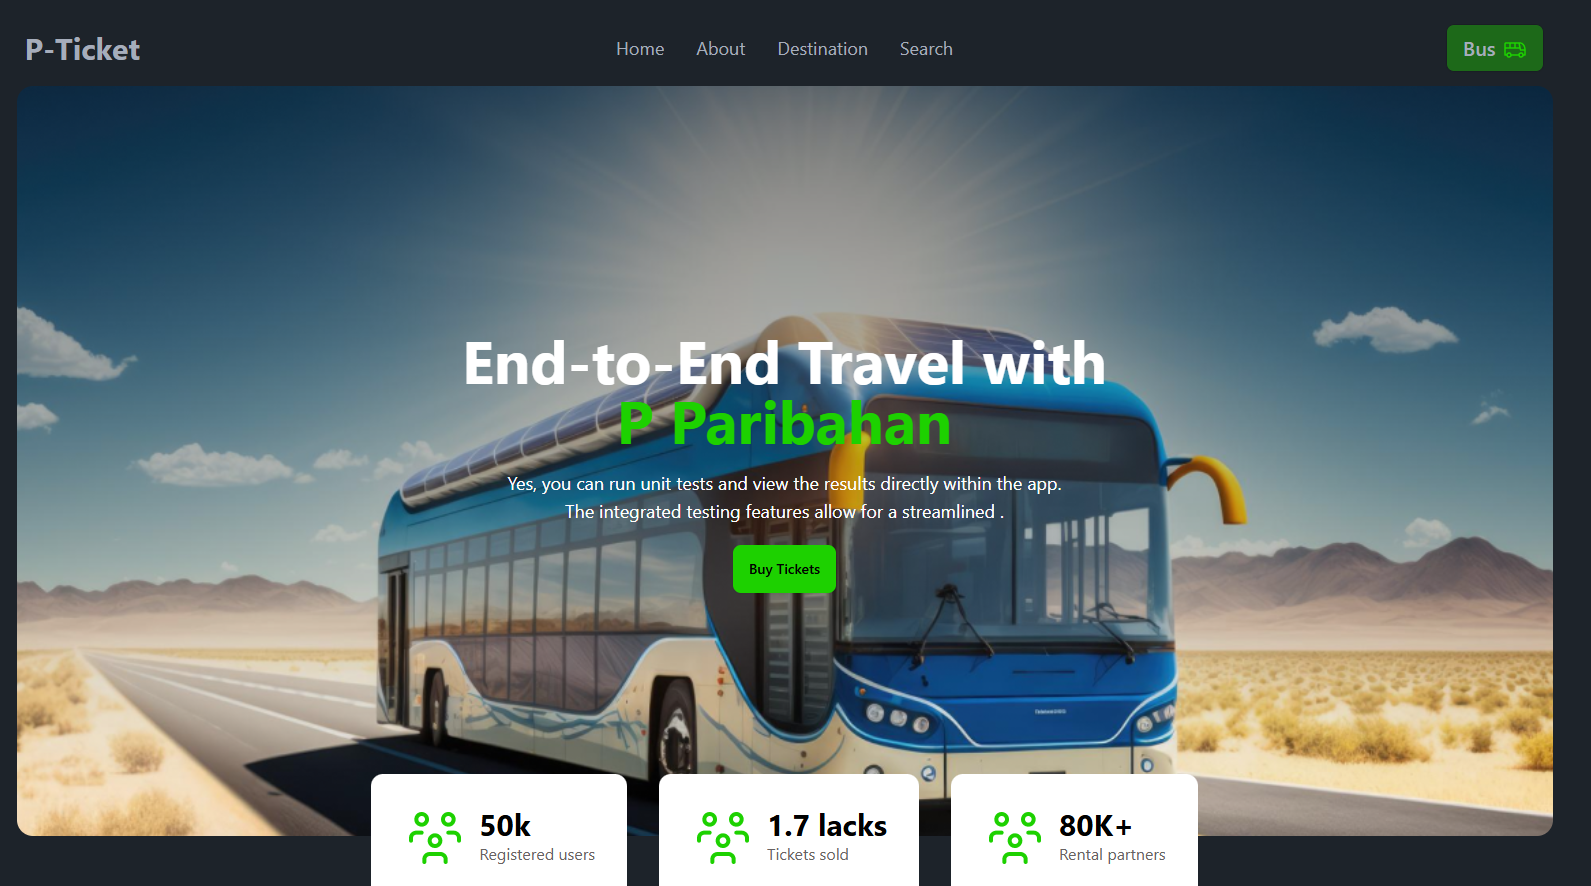 P-Ticket
Home About Destination Search
Bus
End-to-End Travel with
P Paribahan
Yes, you can run unit tests and view the results directly within the app.
The integrated testing features allow for a streamlined .
Buy Tickets
50k
Registered users
1.7 lacks
Tickets sold
80K+
Rental partners